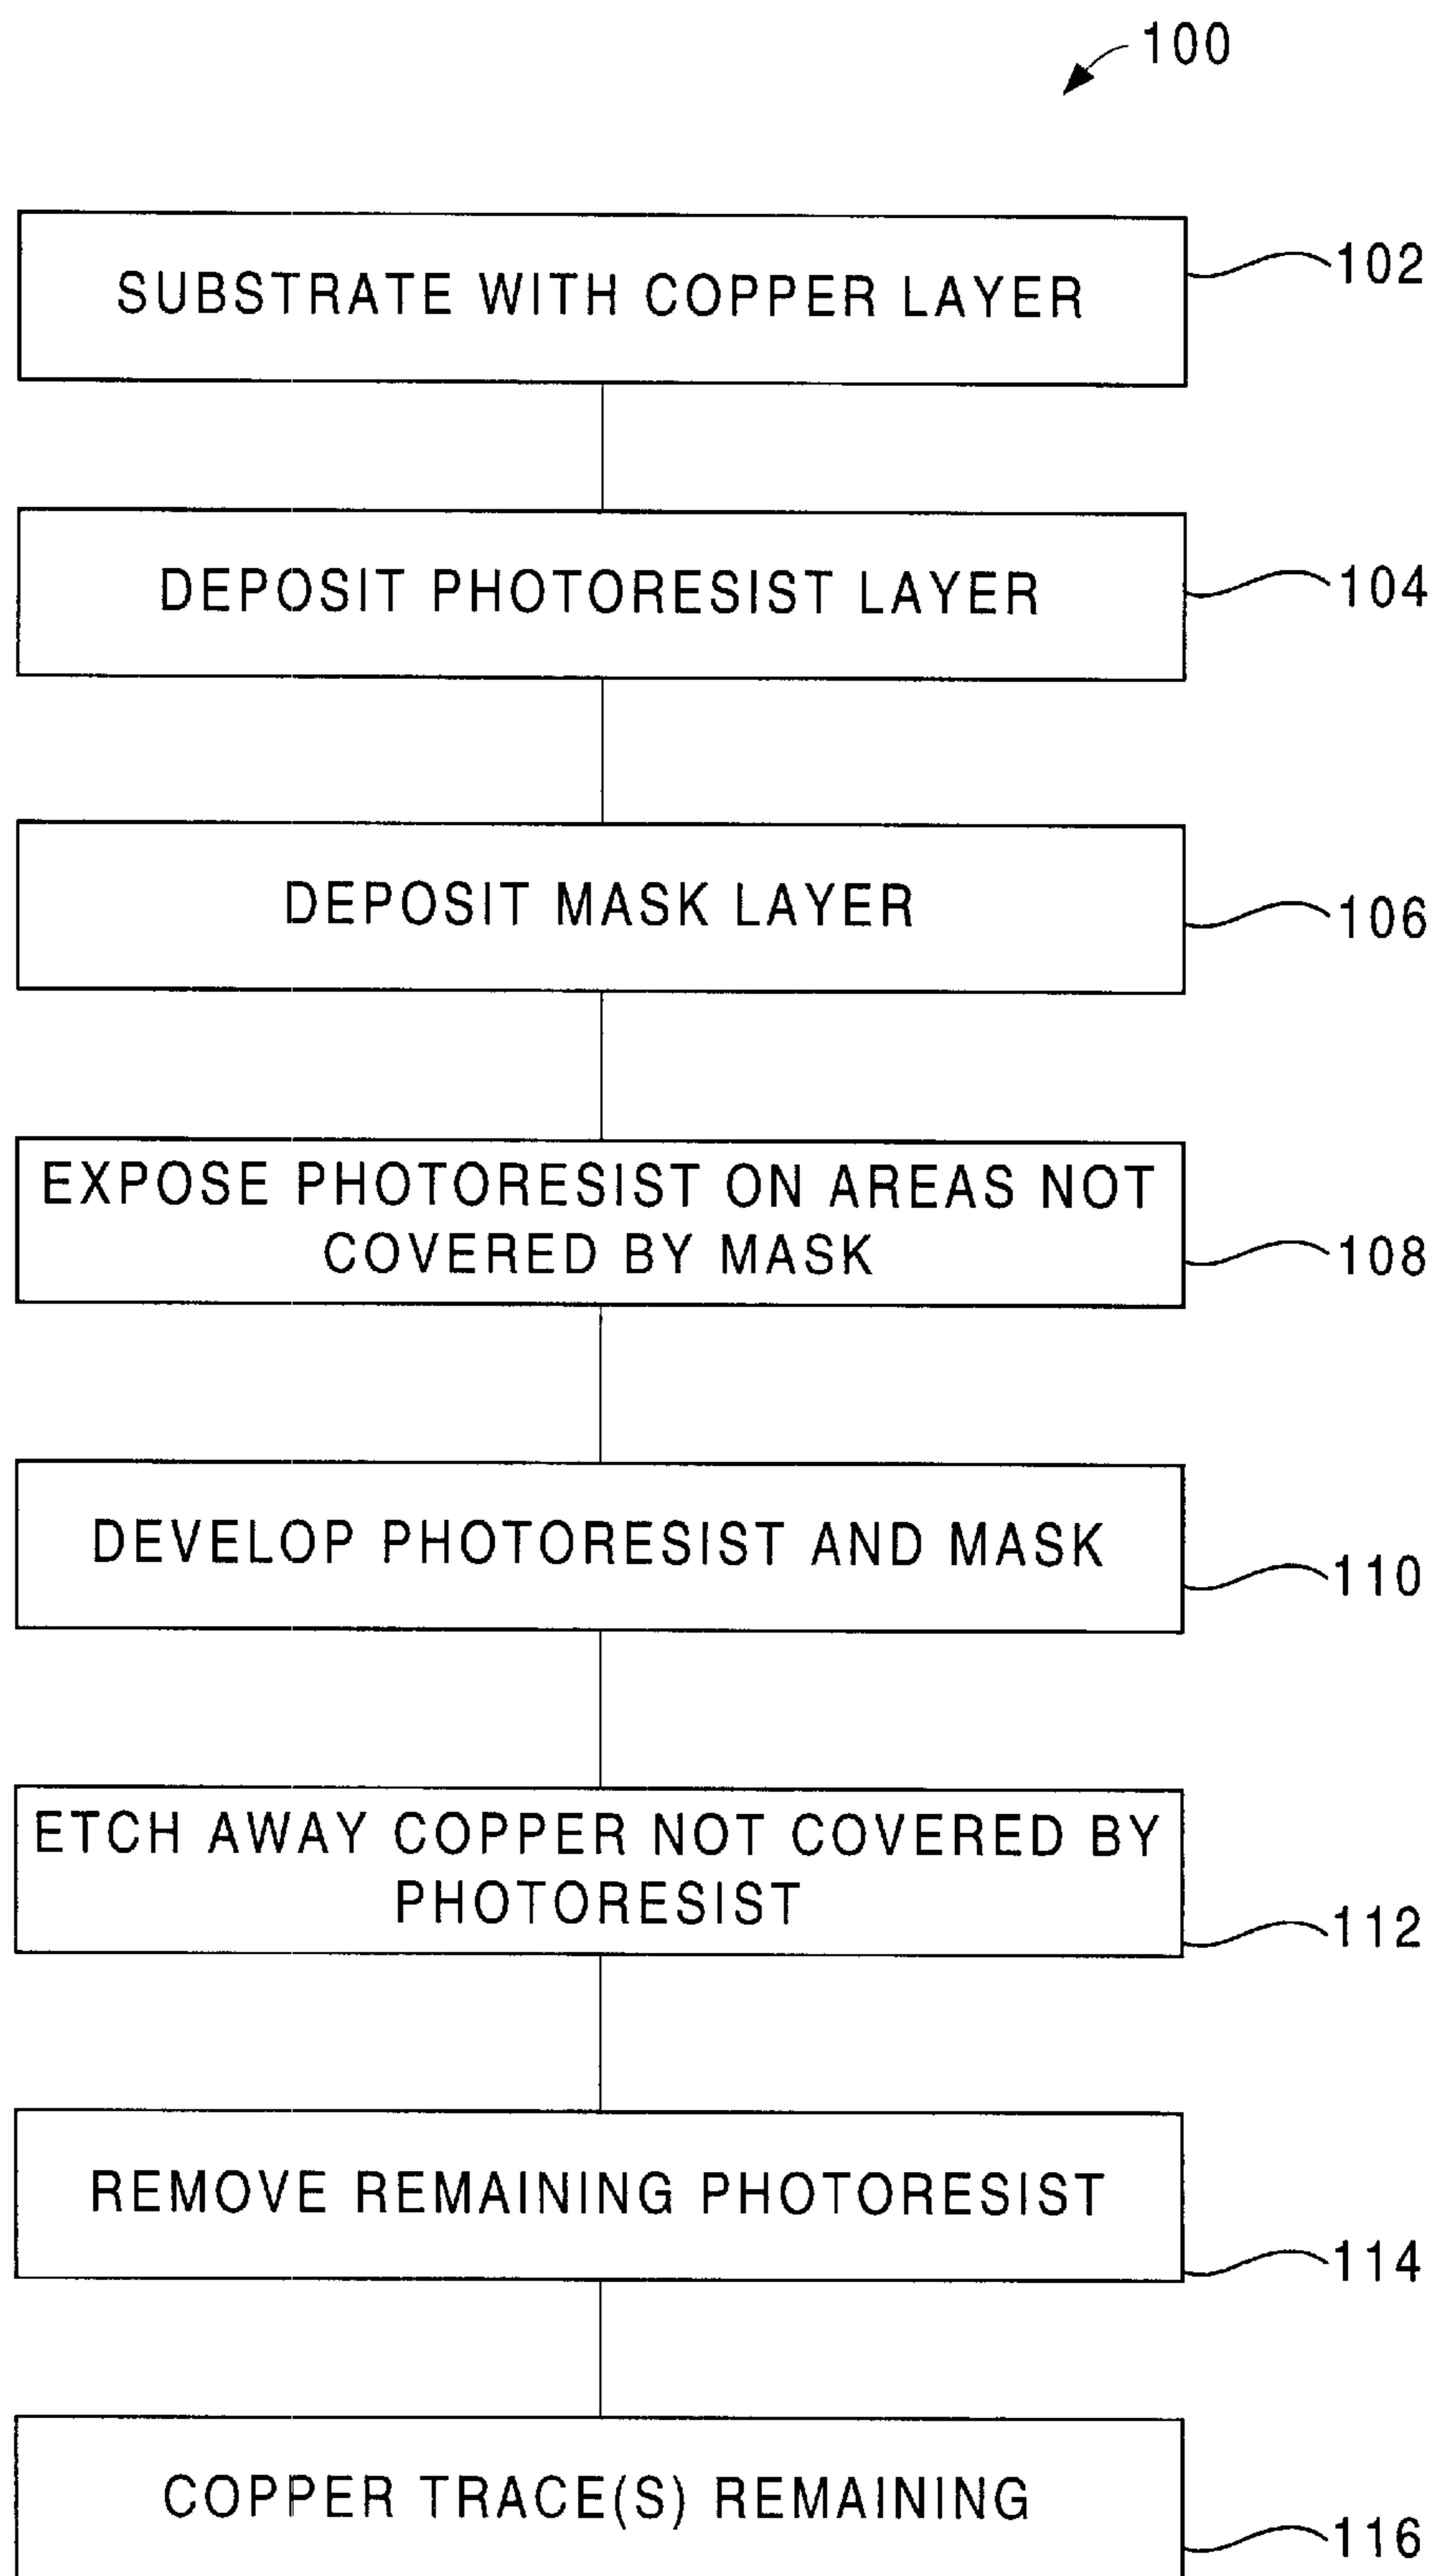 100
SUBSTRATE WITH COPPER LAYER
102
DEPOSIT PHOTORESIST LAYER
104
DEPOSIT MASK LAYER
106
EXPOSE PHOTORESIST ON AREAS NOT
COVERED BY MASK
108
DEVELOP PHOTORESIST AND MASK
110
ETCH AWAY COPPER NOT COVERED BY
PHOTORESIST
112
REMOVE REMAINING PHOTORESIST
114
COPPER TRACE(S) REMAINING
116